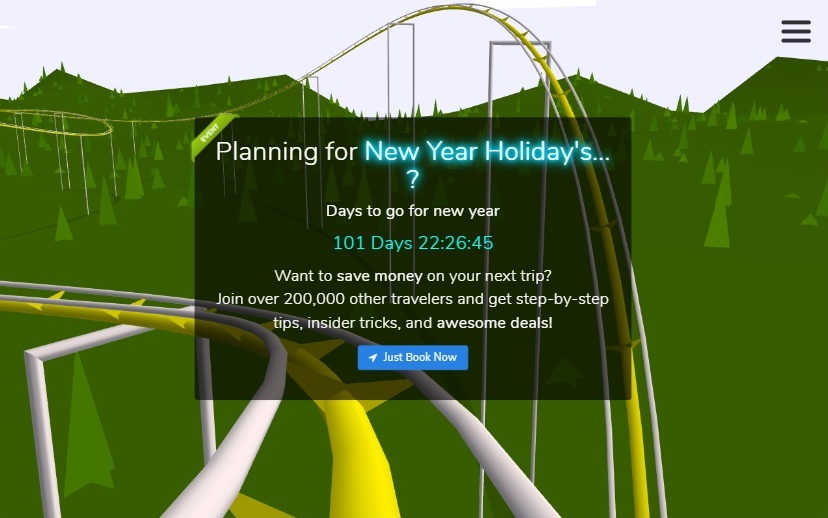 EVENT
Planning for New Year Holiday's...
?
Days to go for new year
101 Days 22:26:45
Want to save money on your next trip?
Join over 200,000 other travelers and get step-by-step
tips, insider tricks, and awesome deals!
Just Book Now